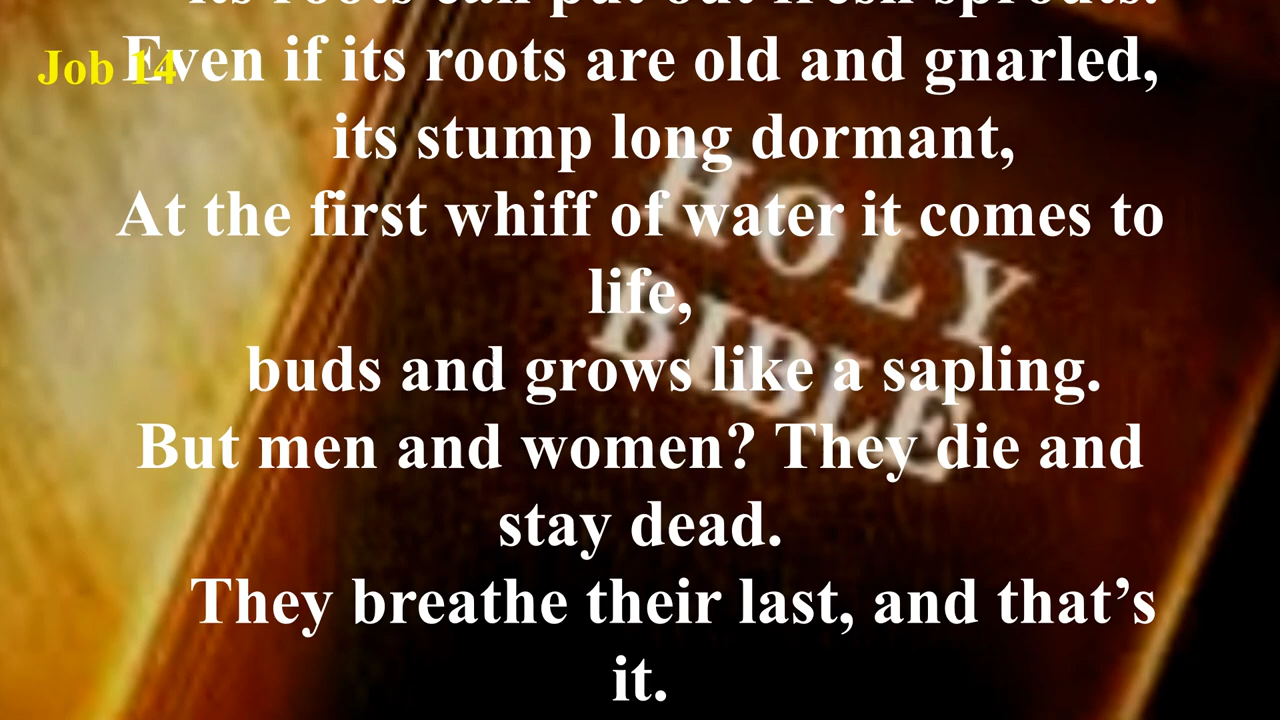 its roots can put out fresh sprouts.
Job 14
Even if its roots are old and gnarled,
its stump long dormant,
At the first whiff of water it comes to
life,
buds and grows like a sapling.
But men and women? They die and
stay dead.
They breathe their last, and that’s
it.
HOLY
BIBLE